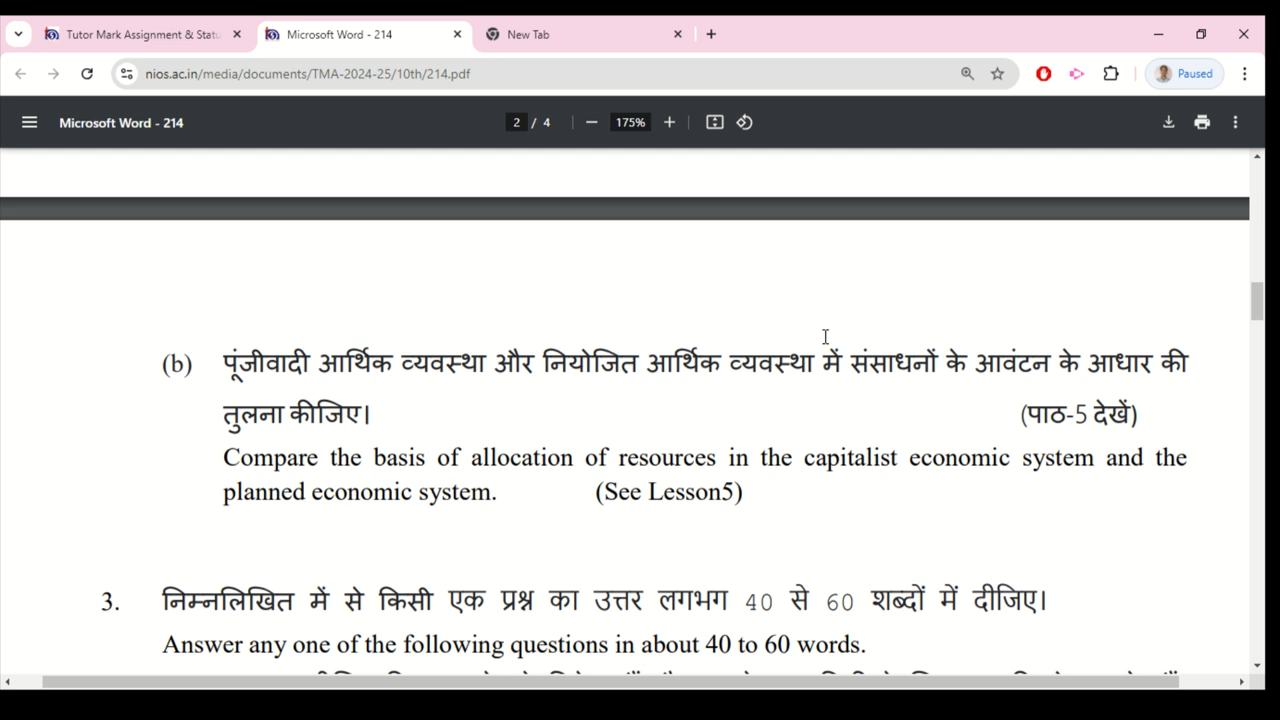 Tutor Mark Assignment & Statu
Microsoft Word - 214
New Tab
nios.ac.in/media/documents/TMA-2024-25/10th/214.pdf
Paused
Microsoft Word - 214
2 / 4
175%
(b) पूंजीवादी आर्थिक व्यवस्था और नियोजित आर्थिक व्यवस्था में संसाधनों के आवंटन के आधार की
तुलना कीजिए। (पाठ-5 देखें)
Compare the basis of allocation of resources in the capitalist economic system and the
planned economic system. (See Lesson5)
3. निम्नलिखित में से किसी एक प्रश्न का उत्तर लगभग 40 से 60 शब्दों में दीजिए।
Answer any one of the following questions in about 40 to 60 words.